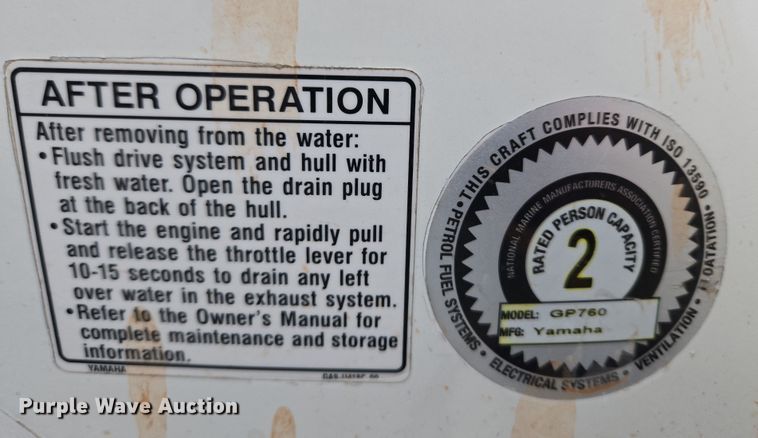 AFTER OPERATION
After removing from the water:
• Flush drive system and hull with
fresh water. Open the drain plug
at the back of the hull.
• Start the engine and rapidly pull
and release the throttle lever for
10-15 seconds to drain any left
over water in the exhaust system.
• Refer to the Owner's Manual for
complete maintenance and storage
information.
YAMAHA
• THIS CRAFT COMPLIES WITH ISO 13590 •
NATIONAL MARINE MANUFACTURERS ASSOCIATION CERTIFIED
RATED PERSON CAPACITY
2
MODEL: GP760
MFG: Yamaha
PETROL FUEL SYSTEMS • ELECTRICAL SYSTEMS • VENTILATION • FLOATATION
Purple Wave Auction